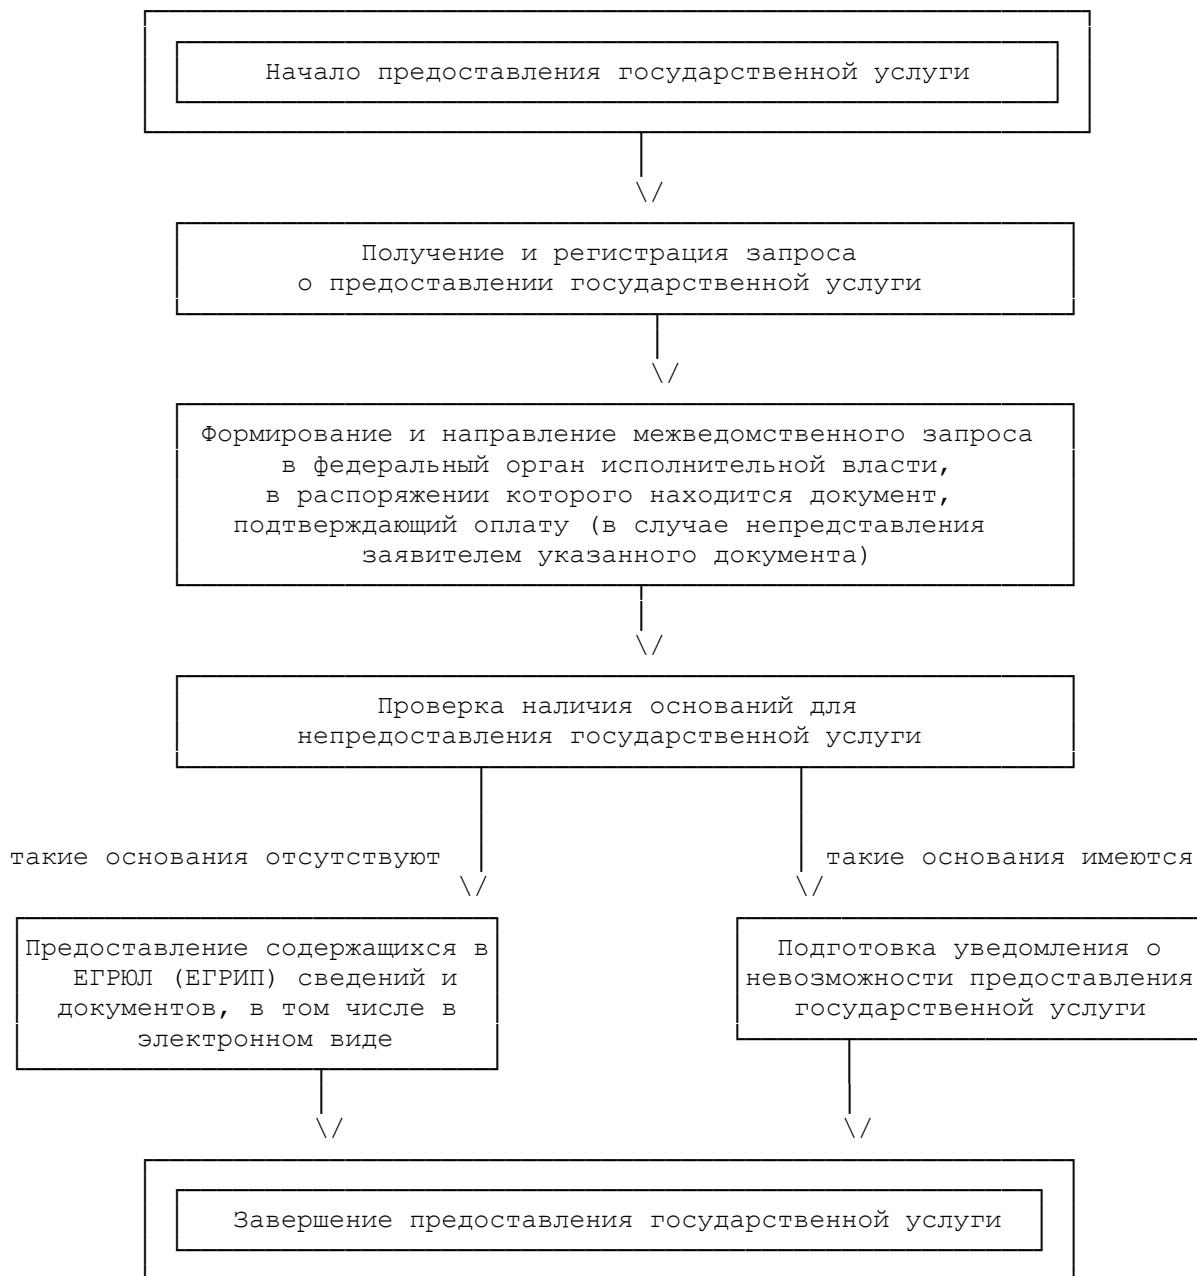 Начало предоставления государственной услуги
\/
Получение и регистрация запроса
о предоставлении государственной услуги
\/
Формирование и направление межведомственного запроса
в федеральный орган исполнительной власти,
в распоряжении которого находится документ,
подтверждающий оплату (в случае непредставления
заявителем указанного документа)
\/
Проверка наличия оснований для
непредоставления государственной услуги
такие основания отсутствуют
такие основания имеются
\/ \/
Предоставление содержащихся в
ЕГРЮЛ (ЕГРИП) сведений и
документов, в том числе в
электронном виде
Подготовка уведомления о
невозможности предоставления
государственной услуги
\/ \/
Завершение предоставления государственной услуги